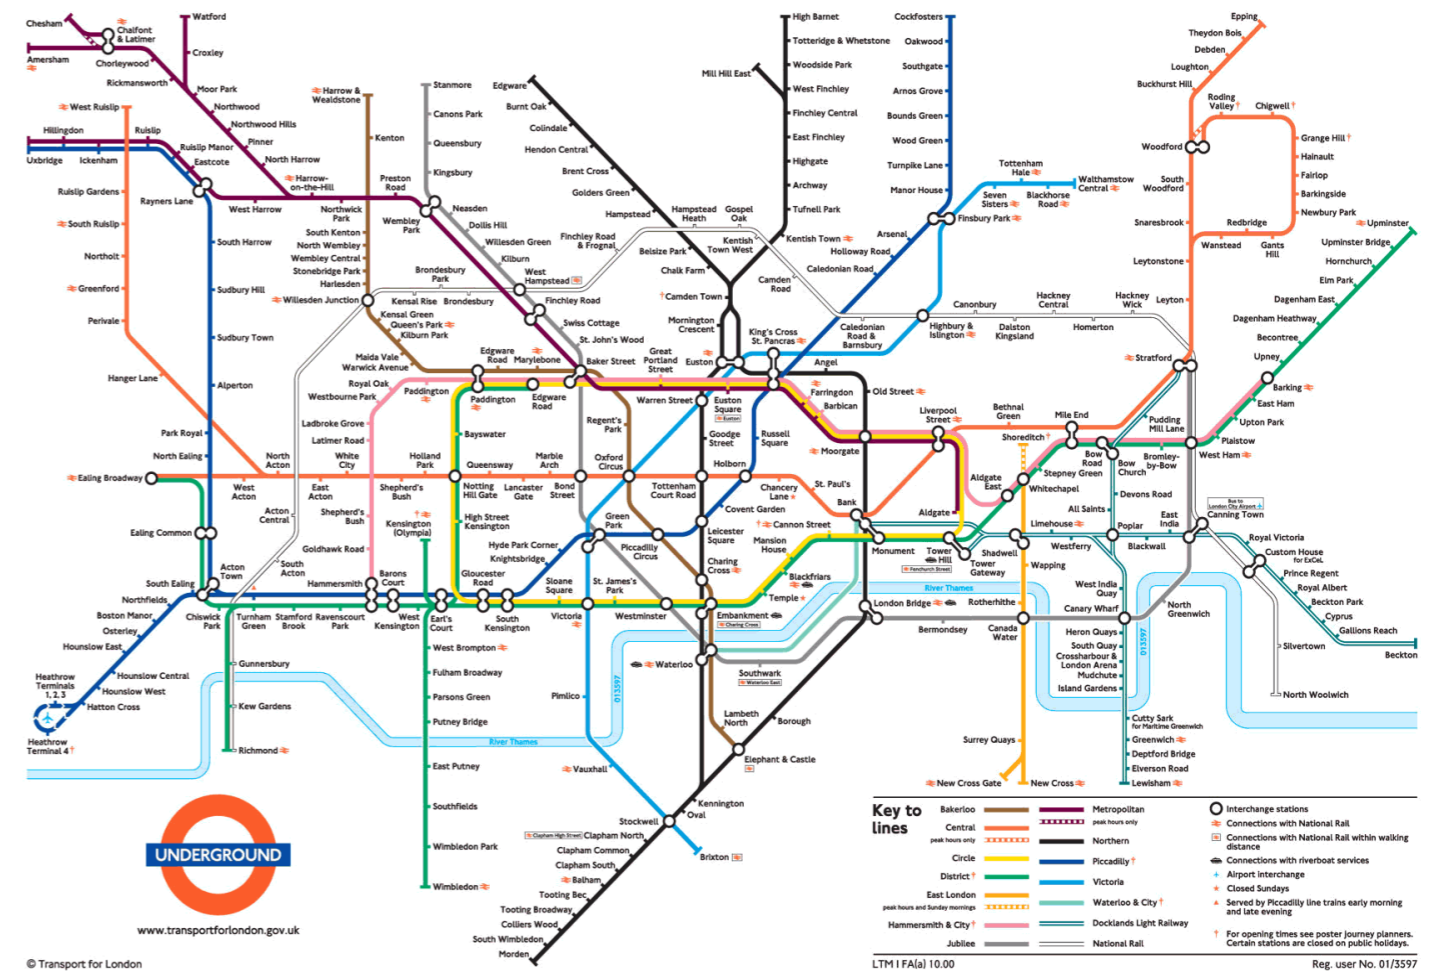 Chesham
Chalfont
& Latimer
Watford
Amersham
Chorleywood
Croxley
Rickmansworth
Moor Park
Northwood
West Ruislip
Northwood Hills
Hillingdon
Ruislip
Pinner
Ruislip Manor
Uxbridge
Ickenham
Eastcote
North Harrow
Harrow-
on-the-Hill
Ruislip Gardens
Rayners Lane
West Harrow
Northwick
Park
Preston
Road
South Ruislip
South Harrow
Northolt
Greenford
Sudbury Hill
Perivale
Sudbury Town
Hanger Lane
Alperton
Park Royal
North Ealing
Harrow &
Wealdstone
Kenton
South Kenton
North Wembley
Wembley Central
Stonebridge Park
Harlesden
Willesden Junction
Kensal Green
Queen's Park
Kilburn Park
Maida Vale
Warwick Avenue
Stanmore
Canons Park
Queensbury
Kingsbury
Wembley
Park
Neasden
Dollis Hill
Willesden Green
Kilburn
West
Hampstead
Finchley Road
Swiss Cottage
St. John's Wood
Brondesbury
Park
Kensal Rise
Brondesbury
Finchley Road
& Frognal
Hampstead
Heath
Gospel
Oak
Kentish
Town West
Camden
Road
Caledonian
Road &
Barnsbury
Highbury &
Islington
Canonbury
Dalston
Kingsland
Hackney
Central
Homerton
Hackney
Wick
Edgware
Burnt Oak
Colindale
Hendon Central
Brent Cross
Golders Green
Hampstead
Belsize Park
Chalk Farm
†Camden Town
Mornington
Crescent
High Barnet
Totteridge & Whetstone
Woodside Park
Mill Hill East
West Finchley
Finchley Central
East Finchley
Highgate
Archway
Tufnell Park
Kentish Town
Cockfosters
Oakwood
Southgate
Arnos Grove
Bounds Green
Wood Green
Turnpike Lane
Manor House
Finsbury Park
Arsenal
Holloway Road
Caledonian Road
Tottenham
Hale
Seven
Sisters
Blackhorse
Road
Walthamstow
Central
Epping
Theydon Bois
Debden
Loughton
Buckhurst Hill
Roding
Valley†
Chigwell†
Woodford
Grange Hill†
Hainault
Fairlop
Barkingside
Newbury Park
South
Woodford
Snaresbrook
Redbridge
Wanstead
Gants
Hill
Leytonstone
Leyton
Stratford
Upminster
Upminster Bridge
Hornchurch
Elm Park
Dagenham East
Dagenham Heathway
Becontree
Upney
Barking
East Ham
Upton Park
Plaistow
West Ham
Edgware
Road
Marylebone
Baker Street
Great
Portland
Street
Euston
King's Cross
St. Pancras
Angel
Old Street
Royal Oak
Westbourne Park
Paddington
Paddington
Edgware
Road
Warren Street
Euston
Square
Euston
Farringdon
Barbican
Moorgate
Liverpool
Street
Bethnal
Green
Mile End
Shoreditch†
Pudding
Mill Lane
Bow
Road
Bow
Church
Bromley-
by-Bow
Stepney Green
Whitechapel
Aldgate
East
Aldgate
Ladbroke Grove
Latimer Road
Bayswater
Regent's
Park
Goodge
Street
Russell
Square
Ealing Broadway
West
Acton
North
Acton
East
Acton
White
City
Shepherd's
Bush
Holland
Park
Notting
Hill Gate
Queensway
Lancaster
Gate
Marble
Arch
Bond
Street
Oxford
Circus
Tottenham
Court Road
Holborn
Chancery
Lane
St. Paul's
Bank
Shepherd's
Bush
Goldhawk Road
Acton
Central
South
Acton
†
Kensington
(Olympia)
High Street
Kensington
Green
Park
Hyde Park Corner
Knightsbridge
Piccadilly
Circus
Leicester
Square
Covent Garden
Charing
Cross
† Cannon Street
Mansion
House
Blackfriars
Temple
Monument
Tower
Hill
Fenchurch Street
Tower
Gateway
Shadwell
Limehouse
Westferry
Poplar
All Saints
Devons Road
East
India
Blackwall
Bus to
London City Airport
Canning Town
Royal Victoria
Custom House
for ExCeL
Prince Regent
Royal Albert
Beckton Park
Cyprus
Gallions Reach
Beckton
Silvertown
North Woolwich
Ealing Common
South Ealing
Acton
Town
Northfields
Boston Manor
Osterley
Hounslow East
Hounslow Central
Hounslow West
Hatton Cross
Heathrow
Terminals
1, 2, 3
Heathrow
Terminal 4†
Chiswick
Park
Turnham
Green
Stamford
Brook
Ravenscourt
Park
Hammersmith
Barons
Court
West
Kensington
Earl's
Court
Gloucester
Road
South
Kensington
Sloane
Square
Victoria
St. James's
Park
Westminster
Embankment
Charing Cross
Gunnersbury
Kew Gardens
Richmond
West Brompton
Fulham Broadway
Parsons Green
Putney Bridge
East Putney
Southfields
Wimbledon Park
Wimbledon
Waterloo
Southwark
Waterloo East
Lambeth
North
Borough
London Bridge
Bermondsey
Canada
Water
Wapping
Rotherhithe
Surrey Quays
New Cross Gate
New Cross
Canary Wharf
North
Greenwich
West India
Quay
Heron Quays
South Quay
Crossharbour &
London Arena
Mudchute
Island Gardens
Cutty Sark
for Maritime Greenwich
Greenwich
Deptford Bridge
Elverson Road
Lewisham
Pimlico
Vauxhall
Elephant & Castle
Kennington
Oval
Stockwell
Brixton
Clapham High Street
Clapham North
Clapham Common
Clapham South
Balham
Tooting Bec
Tooting Broadway
Colliers Wood
South Wimbledon
Morden
River Thames
River Thames
013597
013597
UNDERGROUND
www.transportforlondon.gov.uk
© Transport for London
Key to
lines
Bakerloo
Central
peak hours only
Circle
District†
East London
peak hours and Sunday mornings
Hammersmith & City†
Jubilee
Metropolitan
peak hours only
Northern
Piccadilly†
Victoria
Waterloo & City†
Docklands Light Railway
National Rail
Interchange stations
Connections with National Rail
Connections with National Rail within walking
distance
Connections with riverboat services
Airport interchange
Closed Sundays
Served by Piccadilly line trains early morning
and late evening
† For opening times see poster journey planners.
Certain stations are closed on public holidays.
LTM I FA(a) 10.00
Reg. user No. 01/3597